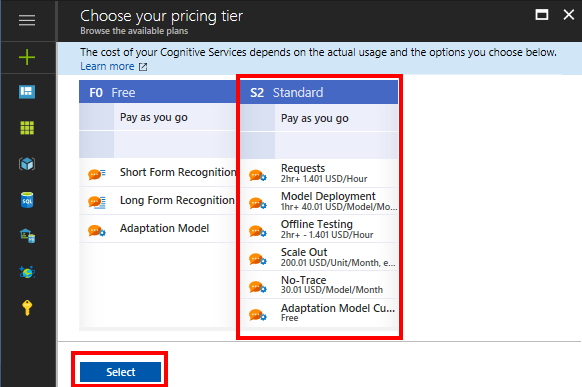 Choose your pricing tier
Browse the available plans
The cost of your Cognitive Services depends on the actual usage and the options you choose below.
Learn more
F0 Free
Pay as you go
Short Form Recognition
Long Form Recognition
Adaptation Model
S2 Standard
Pay as you go
Requests
2hr+ 1.401 USD/Hour
Model Deployment
1hr+ 40.01 USD/Model/Mo...
Offline Testing
2hr+ - 1.401 USD/Hour
Scale Out
200.01 USD/Unit/Month, e...
No-Trace
30.01 USD/Model/Month
Adaptation Model Cu...
Free
Select
SQL